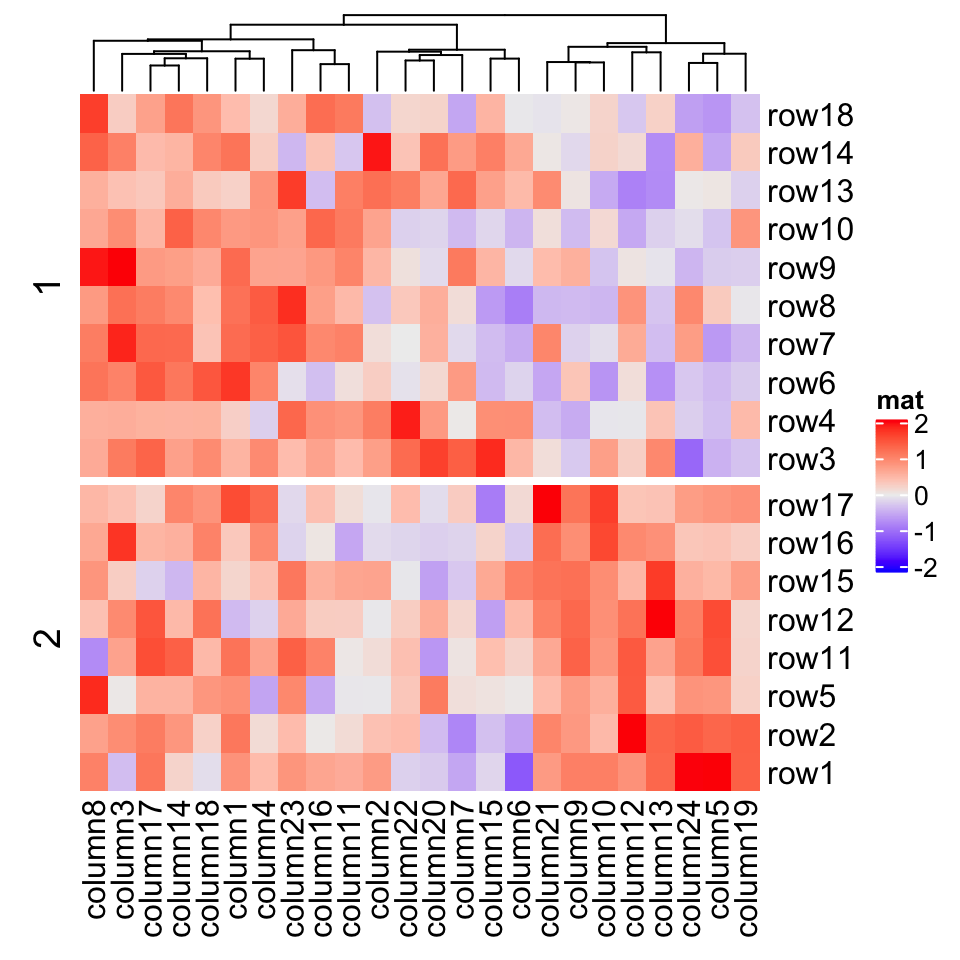 row18
row14
row13
row10
row9
row8
row7
row6
row4
row3
1
row17
row16
row15
row12
row11
row5
row2
row1
2
mat
2
1
0
-1
-2
column8
column3
column17
column14
column18
column1
column4
column23
column16
column11
column2
column22
column20
column7
column15
column6
column21
column9
column10
column12
column13
column24
column5
column19